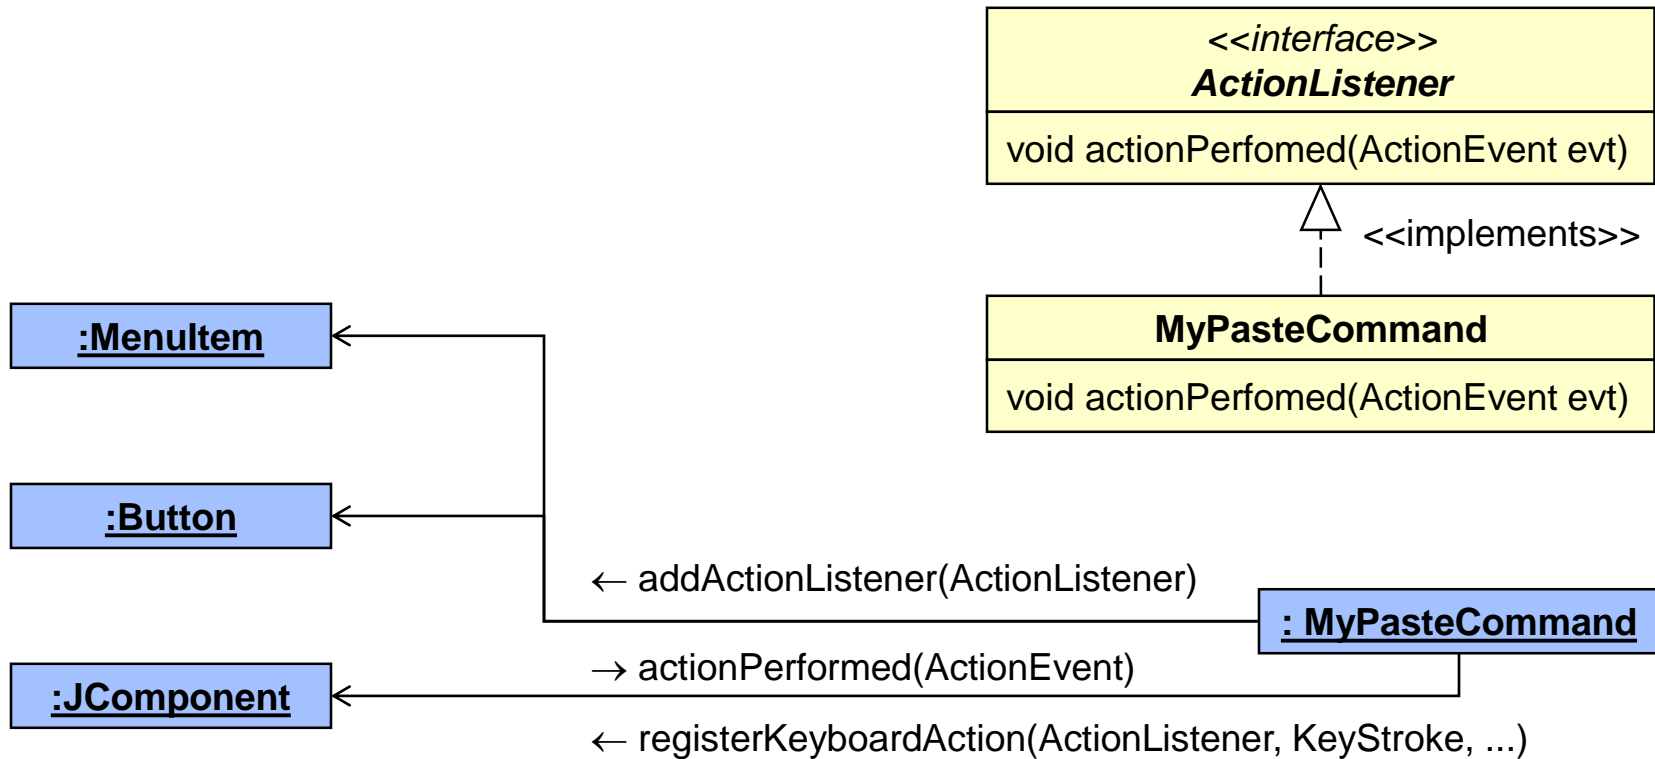 <<interface>>
ActionListener
void actionPerfomed(ActionEvent evt)
<<implements>>
MyPasteCommand
void actionPerfomed(ActionEvent evt)
:MenuItem
:Button
← addActionListener(ActionListener)
: MyPasteCommand
→ actionPerformed(ActionEvent)
:JComponent
← registerKeyboardAction(ActionListener, KeyStroke, ...)